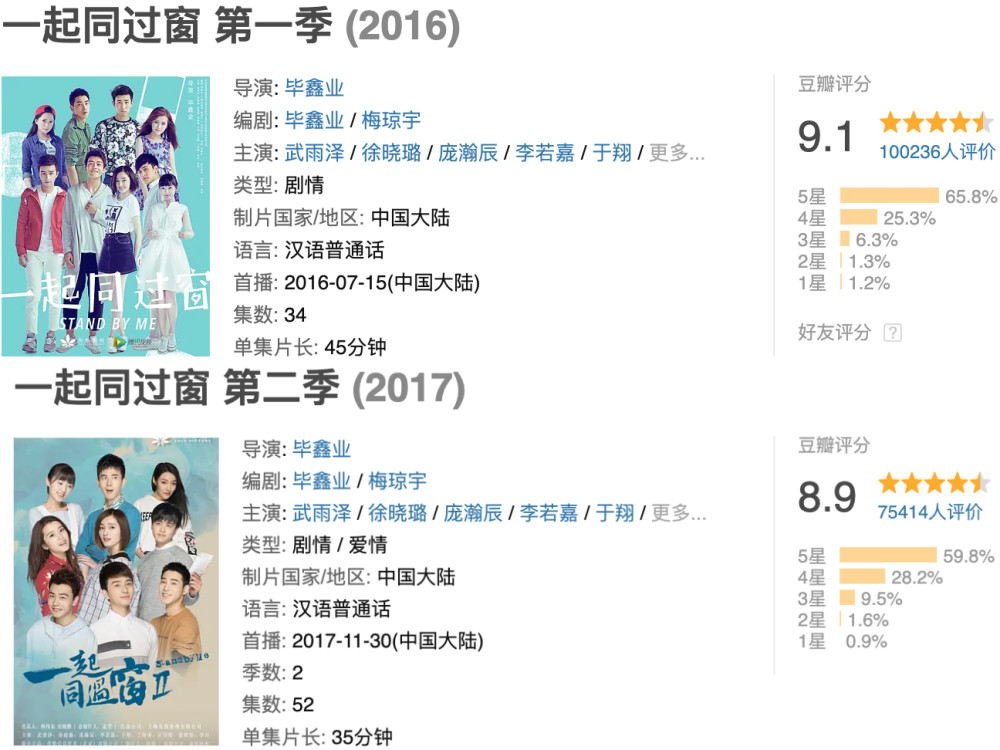 一起同过窗 第一季 (2016)
导演: 毕鑫业
编剧: 毕鑫业 / 梅琼宇
主演: 武雨泽 / 徐晓璐 / 庞瀚辰 / 李若嘉 / 于翔 / 更多...
类型: 剧情
制片国家/地区: 中国大陆
语言: 汉语普通话
首播: 2016-07-15(中国大陆)
集数: 34
单集片长: 45分钟
一起同过窗
STAND BY ME
腾讯视频
豆瓣评分
9.1
100236人评价
5星 65.8%
4星 25.3%
3星 6.3%
2星 1.3%
1星 1.2%
好友评分 ?
一起同过窗 第二季 (2017)
导演: 毕鑫业
编剧: 毕鑫业 / 梅琼宇
主演: 武雨泽 / 徐晓璐 / 庞瀚辰 / 李若嘉 / 于翔 / 更多...
类型: 剧情 / 爱情
制片国家/地区: 中国大陆
语言: 汉语普通话
首播: 2017-11-30(中国大陆)
季数: 2
集数: 52
单集片长: 35分钟
一起
同過窗II
StandbyMe
豆瓣评分
8.9
75414人评价
5星 59.8%
4星 28.2%
3星 9.5%
2星 1.6%
1星 0.9%